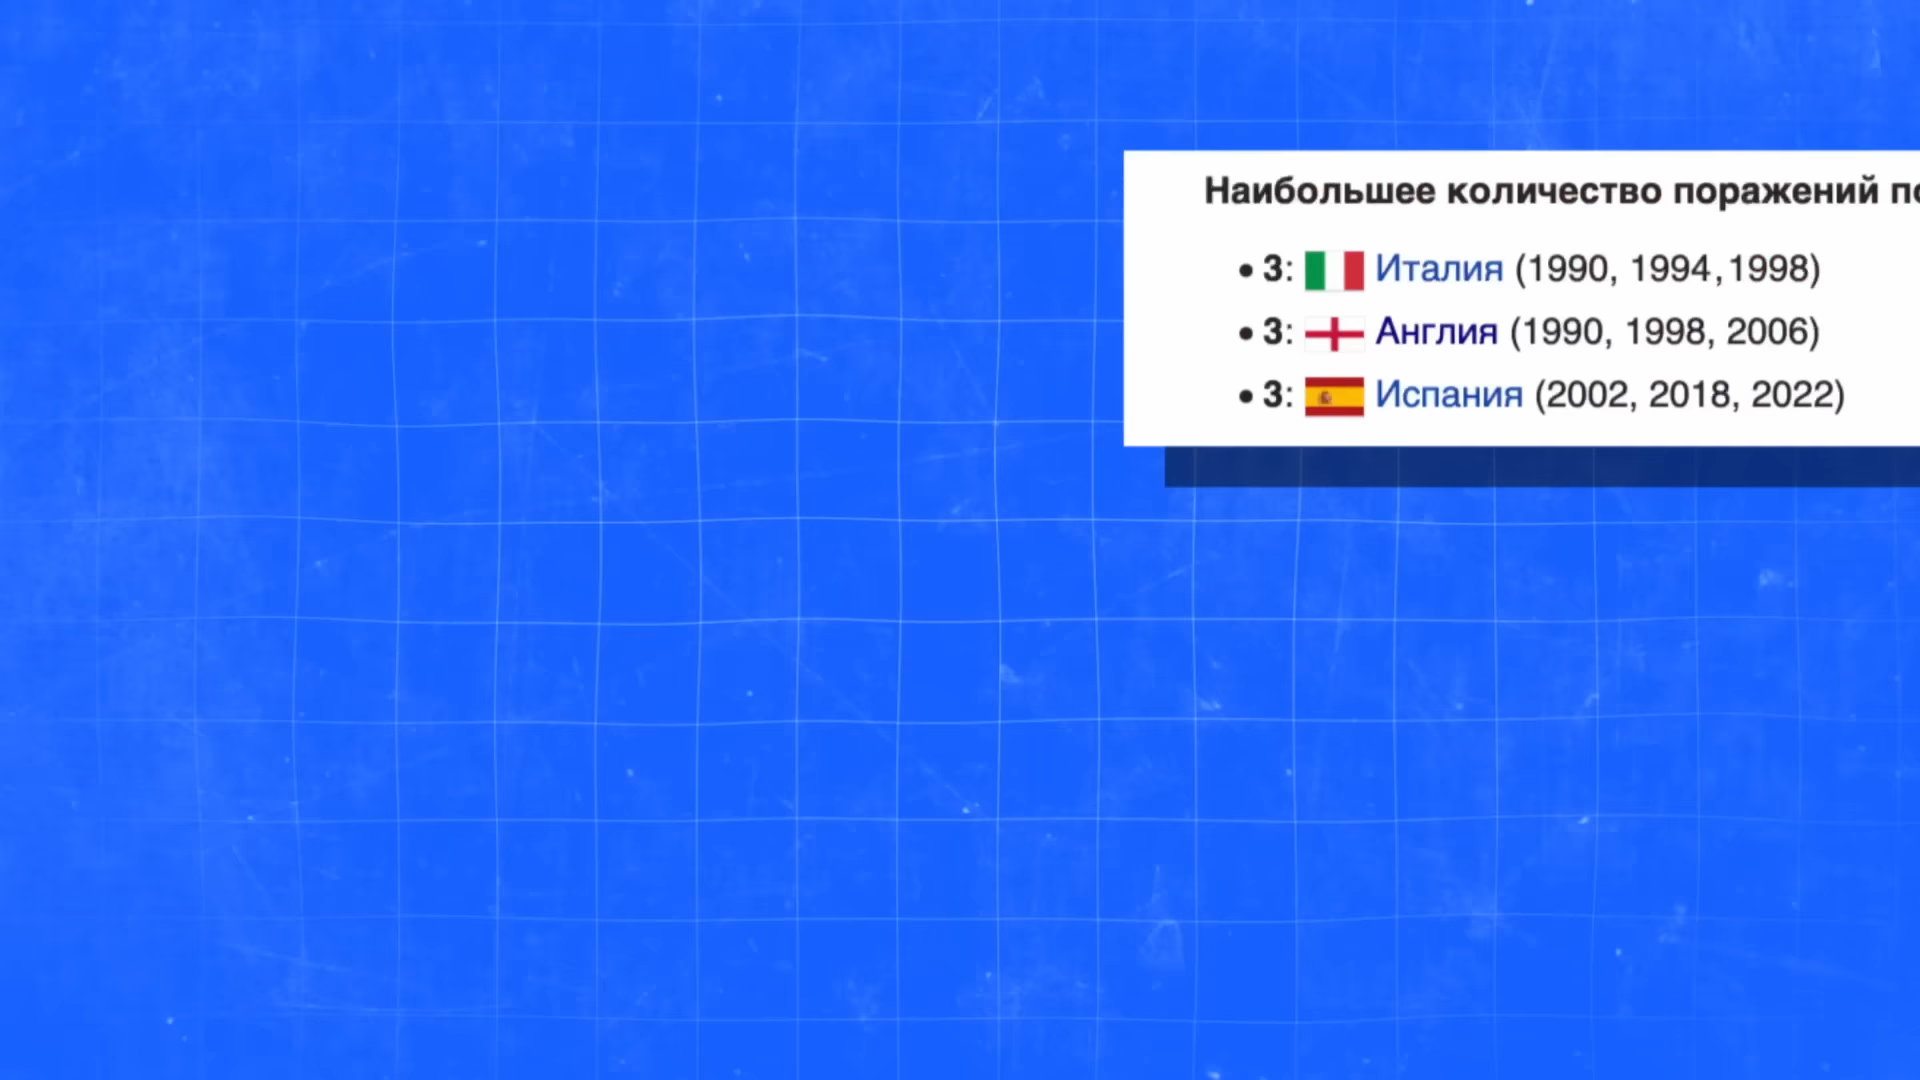 Наибольшее количество поражений
• 3: Италия (1990, 1994, 1998)
• 3: Англия (1990, 1998, 2006)
• 3: Испания (2002, 2018, 2022)